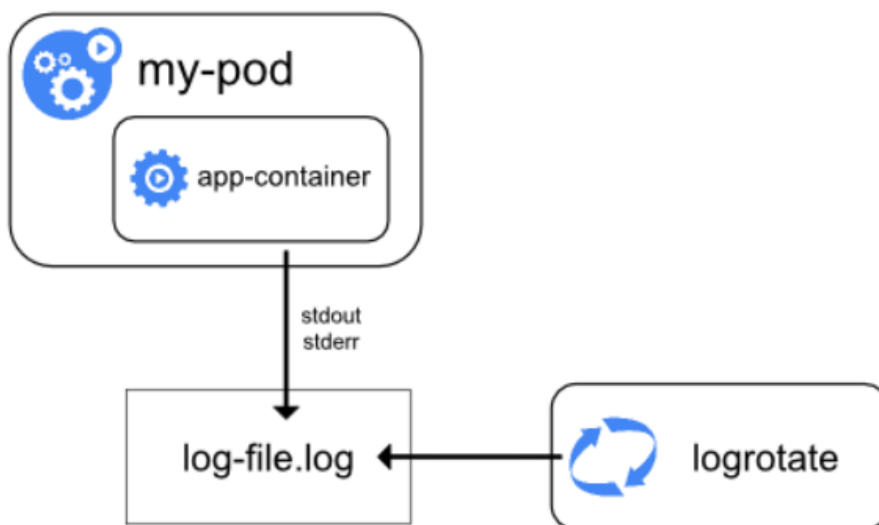 my-pod
app-container
stdout
stderr
log-file.log
logrotate